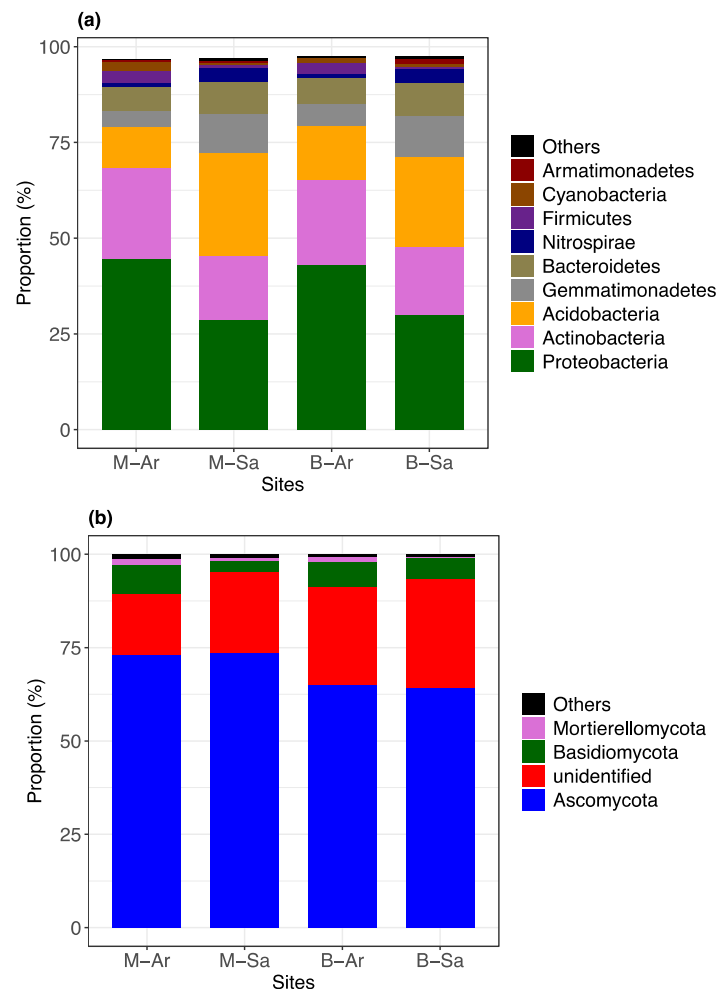 (a)
Proportion (%)
100
75
50
25
0
M−Ar M−Sa B−Ar B−Sa
Sites
Others
Armatimonadetes
Cyanobacteria
Firmicutes
Nitrospirae
Bacteroidetes
Gemmatimonadetes
Acidobacteria
Actinobacteria
Proteobacteria
(b)
Proportion (%)
100
75
50
25
0
M−Ar M−Sa B−Ar B−Sa
Sites
Others
Mortierellomycota
Basidiomycota
unidentified
Ascomycota